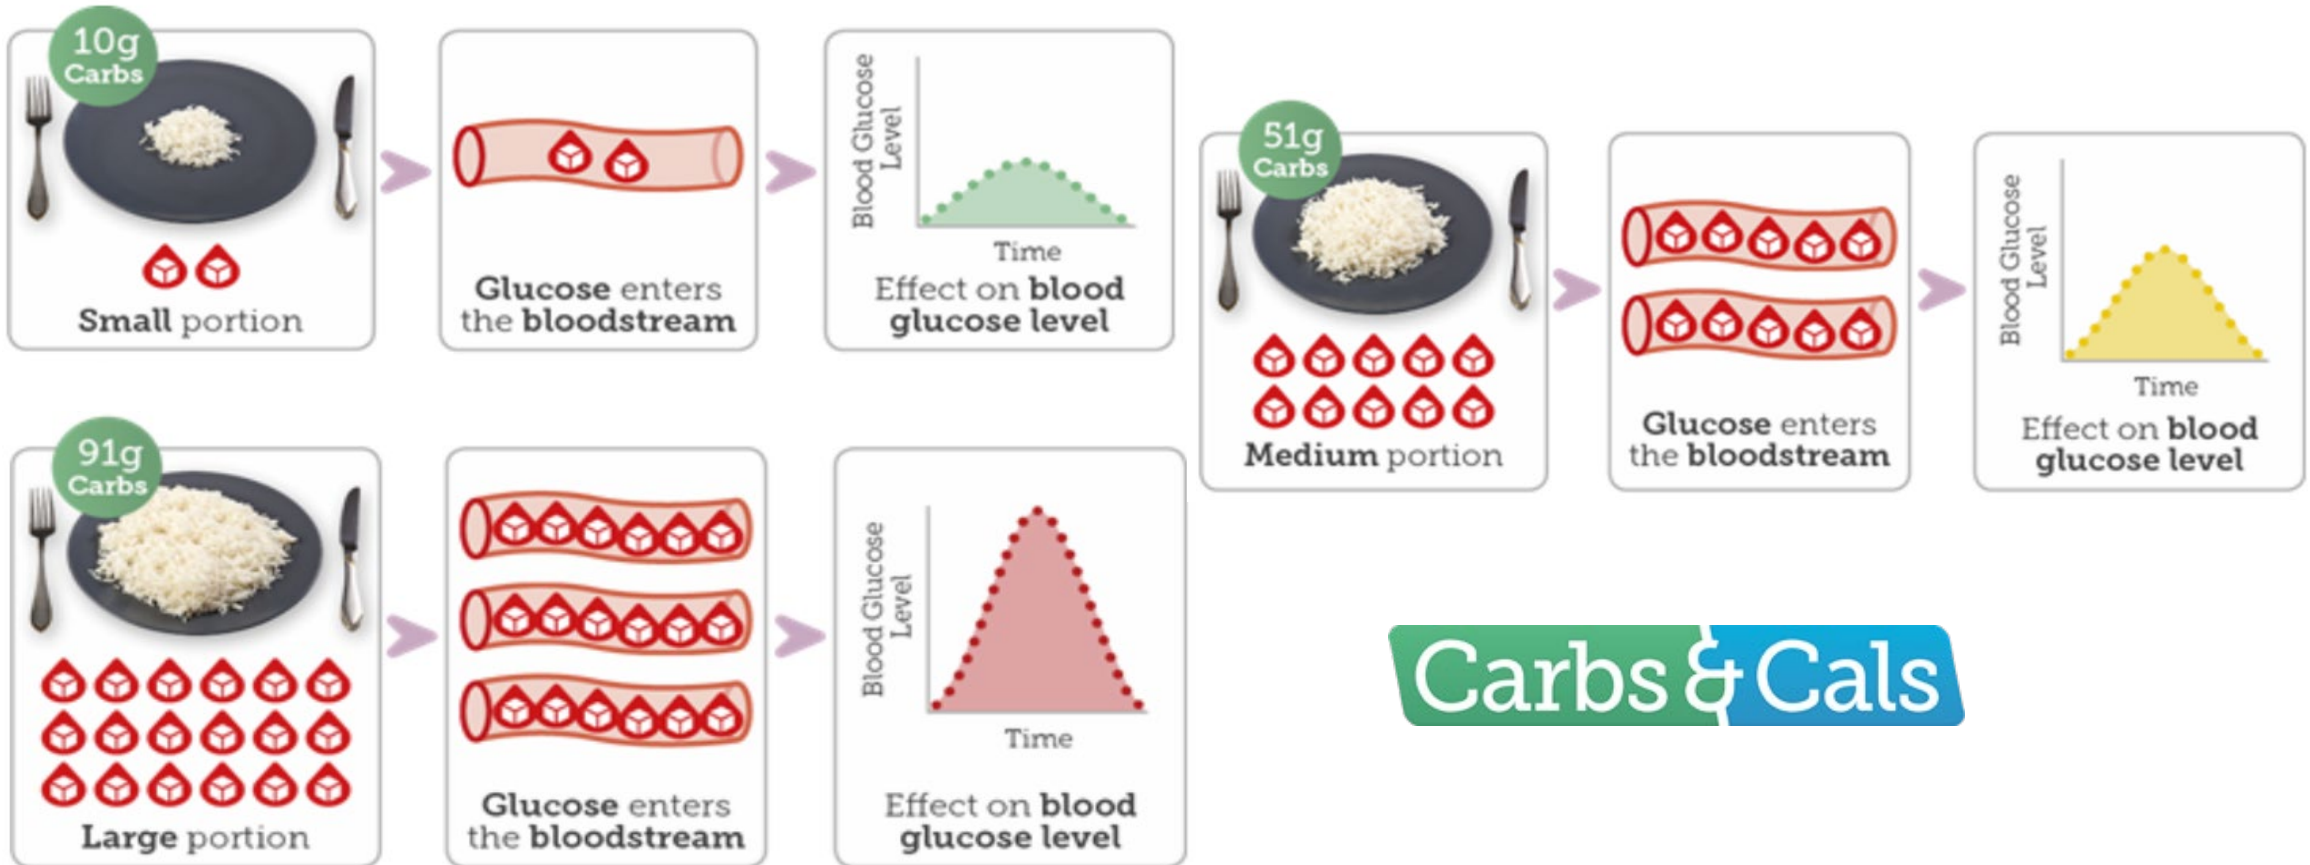 10g
Carbs
Small portion
Glucose enters
the bloodstream
Blood Glucose
Level
Time
Effect on blood
glucose level
51g
Carbs
Medium portion
Glucose enters
the bloodstream
Blood Glucose
Level
Time
Effect on blood
glucose level
91g
Carbs
Large portion
Glucose enters
the bloodstream
Blood Glucose
Level
Time
Effect on blood
glucose level
Carbs & Cals